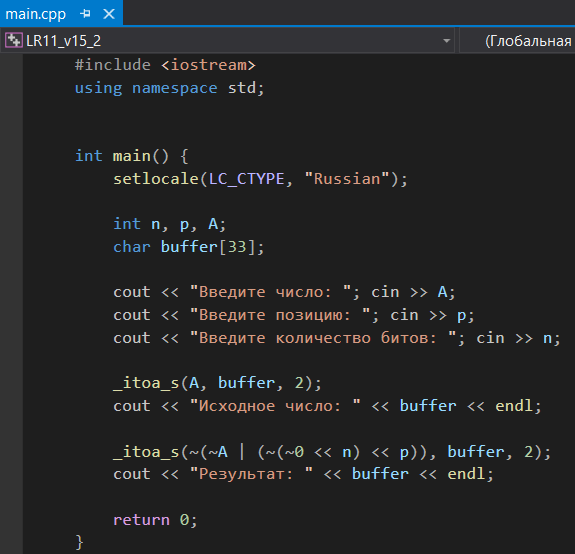 main.cpp
LR11_v15_2 (Глобальная
#include <iostream>
using namespace std;
int main() {
setlocale(LC_CTYPE, "Russian");
int n, p, A;
char buffer[33];
cout << "Введите число: "; cin >> A;
cout << "Введите позицию: "; cin >> p;
cout << "Введите количество битов: "; cin >> n;
_itoa_s(A, buffer, 2);
cout << "Исходное число: " << buffer << endl;
_itoa_s(~(~A | (~(~0 << n) << p)), buffer, 2);
cout << "Результат: " << buffer << endl;
return 0;
}